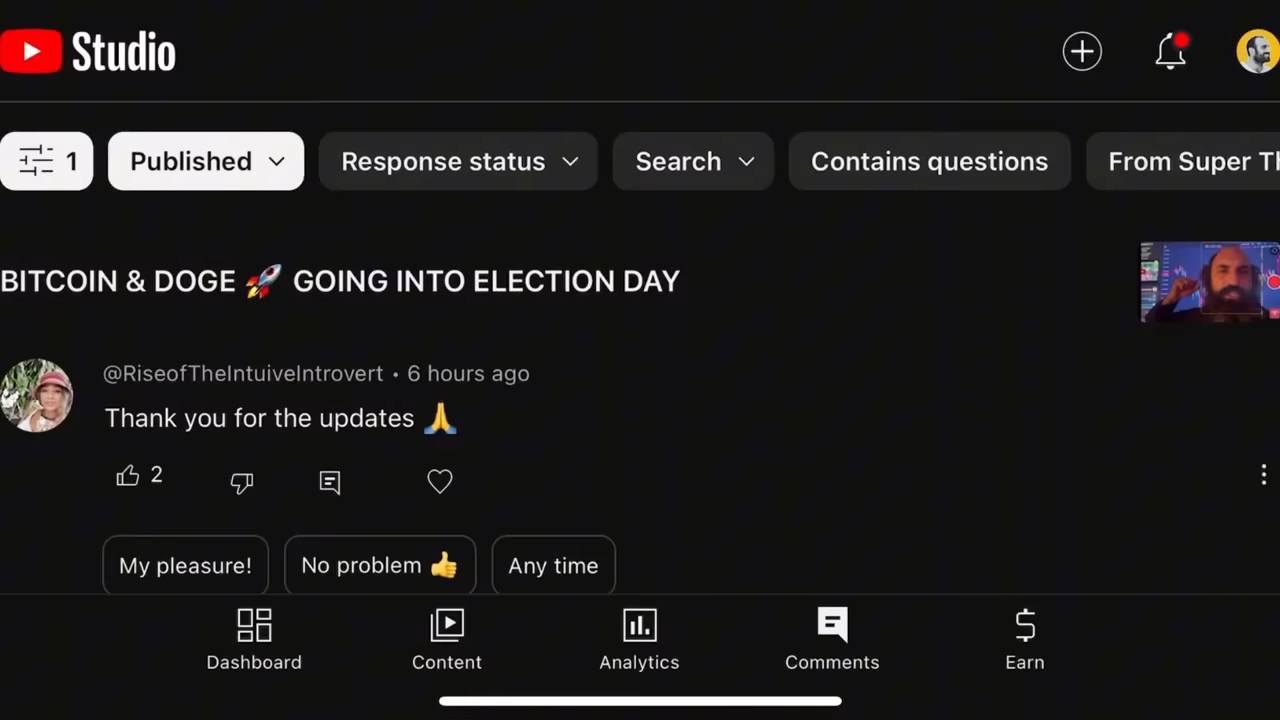 Studio
1 Published Response status Search Contains questions From Super Th
BITCOIN & DOGE 🚀 GOING INTO ELECTION DAY
@RiseofTheIntuiveIntrovert • 6 hours ago
Thank you for the updates 🙏
2
My pleasure! No problem 👍 Any time
Dashboard Content Analytics Comments Earn